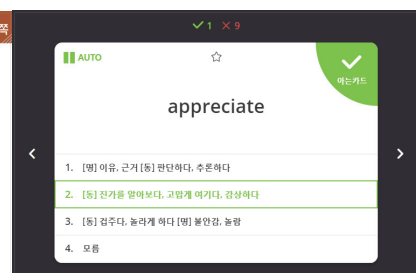 쪽
1 9
AUTO
아는카드
appreciate
1. [명] 이유, 근거 [동] 판단하다, 추론하다
2. [동] 진가를 알아보다, 고맙게 여기다, 감상하다
3. [동] 겁주다, 놀라게 하다 [명] 불안감, 놀람
4. 모름